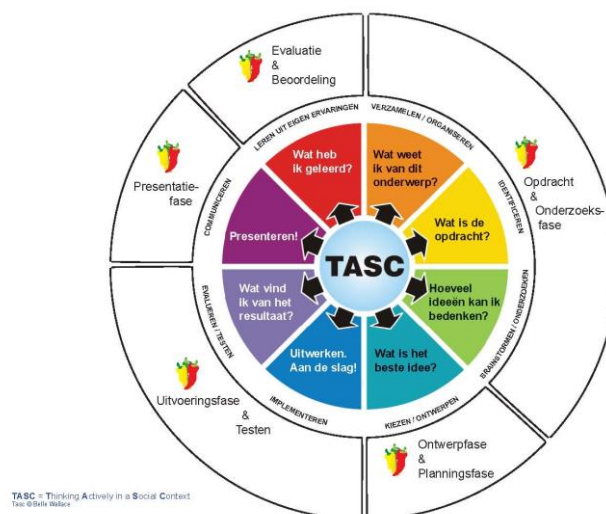 Evaluatie
&
Beoordeling
Presentatie-
fase
Opdracht
&
Onderzoeks-
fase
Uitvoeringsfase
&
Testen
Ontwerpfase
&
Planningsfase
LEREN UIT EIGEN ERVARINGEN
VERZAMELEN / ORGANISEREN
IDENTIFICEREN
BRAINSTORMEN / ONDERZOEKEN
KIEZEN / ONTWERPEN
IMPLEMENTEREN
EVALUEREN / TESTEN
COMMUNICEREN
Wat heb
ik geleerd?
Wat weet
ik van dit
onderwerp?
Wat is de
opdracht?
Hoeveel
ideeën kan ik
bedenken?
Wat is het
beste idee?
Uitwerken.
Aan de slag!
Wat vind
ik van het
resultaat?
Presenteren!
TASC
TASC = Thinking Actively in a Social Context
Tasc © Belle Wallace